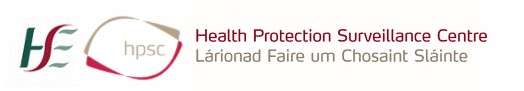 HSE hpsc Health Protection Surveillance Centre
Lárionad Faire um Chosaint Sláinte